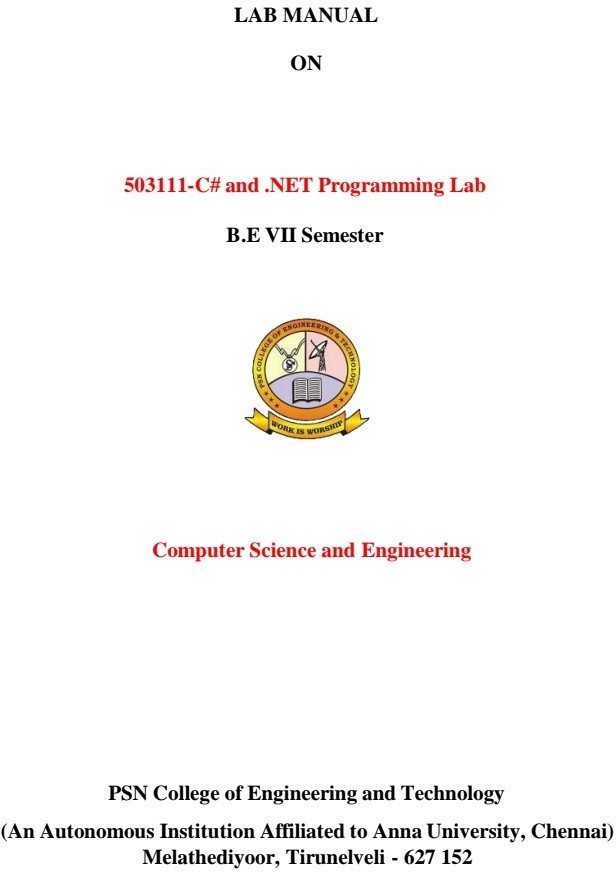 LAB MANUAL
ON
503111-C# and .NET Programming Lab
B.E VII Semester
PSN COLLEGE OF ENGINEERING & TECHNOLOGY
WORK IS WORSHIP
Computer Science and Engineering
PSN College of Engineering and Technology
(An Autonomous Institution Affiliated to Anna University, Chennai)
Melathediyoor, Tirunelveli - 627 152